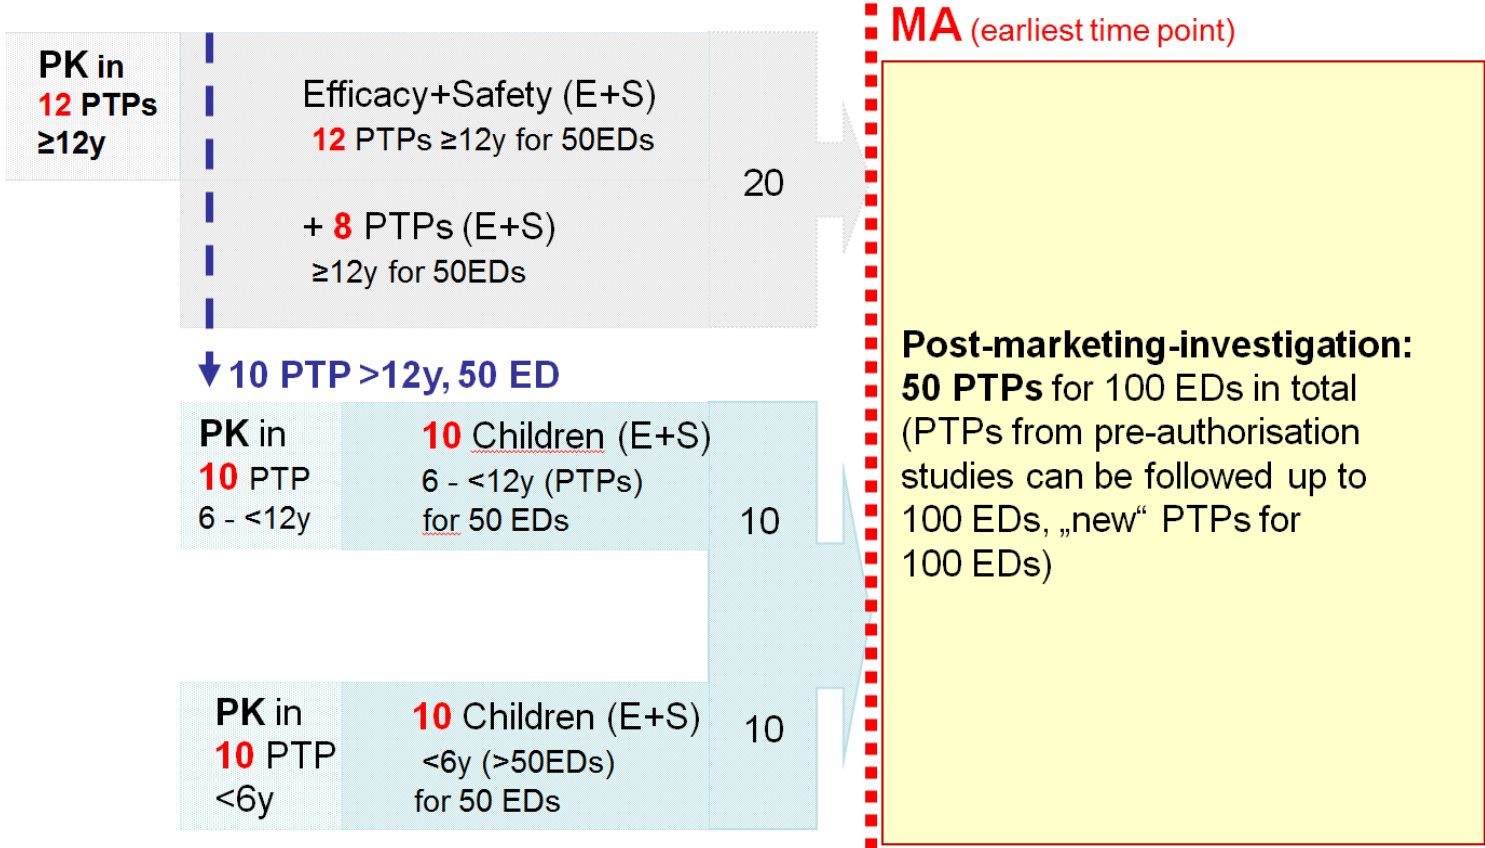 MA (earliest time point)
PK in
12 PTPs
≥12y
Efficacy+Safety (E+S)
12 PTPs ≥12y for 50EDs
+ 8 PTPs (E+S)
≥12y for 50EDs
20
10 PTP >12y, 50 ED
PK in
10 PTP
6 - <12y
10 Children (E+S)
6 - <12y (PTPs)
for 50 EDs
10
PK in
10 PTP
<6y
10 Children (E+S)
<6y (>50EDs)
for 50 EDs
10
Post-marketing-investigation:
50 PTPs for 100 EDs in total
(PTPs from pre-authorisation
studies can be followed up to
100 EDs, „new“ PTPs for
100 EDs)